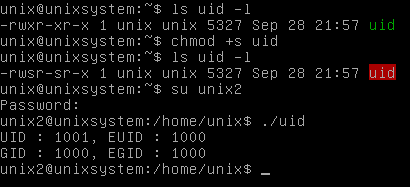 unix@unixsystem:~$ ls uid -l
-rwxr-xr-x 1 unix unix 5327 Sep 28 21:57 uid
unix@unixsystem:~$ chmod +s uid
unix@unixsystem:~$ ls uid -l
-rwsr-sr-x 1 unix unix 5327 Sep 28 21:57 uid
unix@unixsystem:~$ su unix2
Password:
unix2@unixsystem:/home/unix$ ./uid
UID : 1001, EUID : 1000
GID : 1000, EGID : 1000
unix2@unixsystem:/home/unix$ _